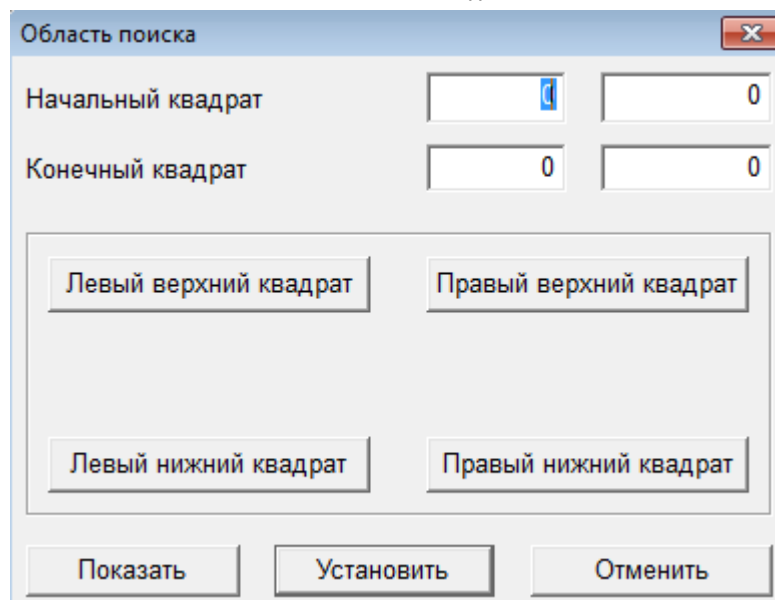 Область поиска
Начальный квадрат 0 0
Конечный квадрат 0 0
Левый верхний квадрат Правый верхний квадрат
Левый нижний квадрат Правый нижний квадрат
Показать Установить Отменить